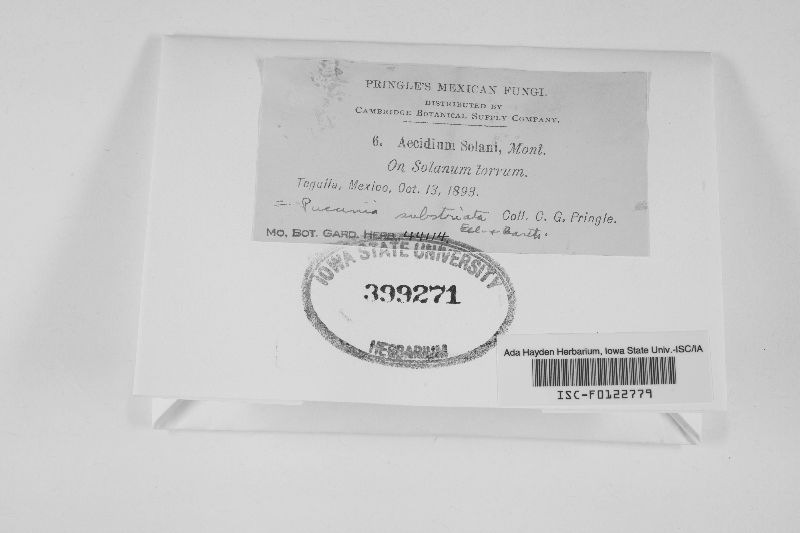 PRINGLE'S MEXICAN FUNGI.
DISTRIBUTED BY
CAMBRIDGE BOTANICAL SUPPLY COMPANY.
6. Aecidium Solani, Mont.
On Solanum torrum.
Tequila, Mexico, Oct. 13, 1899.
= Puccinia substriata Coll. C. G. Pringle.
Ell. & Barth.
MO. BOT. GARD. HERB. 44114
IOWA STATE UNIVERSITY
399271
HERBARIUM
Ada Hayden Herbarium, Iowa State Univ.-ISC/IA
ISC-F0122779